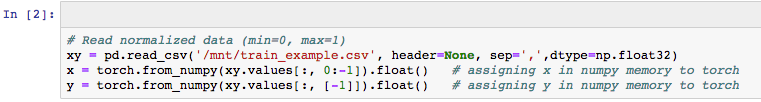 In [2]:
# Read normalized data (min=0, max=1)
xy = pd.read_csv('/mnt/train_example.csv', header=None, sep=',',dtype=np.float32)
x = torch.from_numpy(xy.values[:, 0:-1]).float()   # assigning x in numpy memory to torch
y = torch.from_numpy(xy.values[:, [-1]]).float()   # assigning y in numpy memory to torch